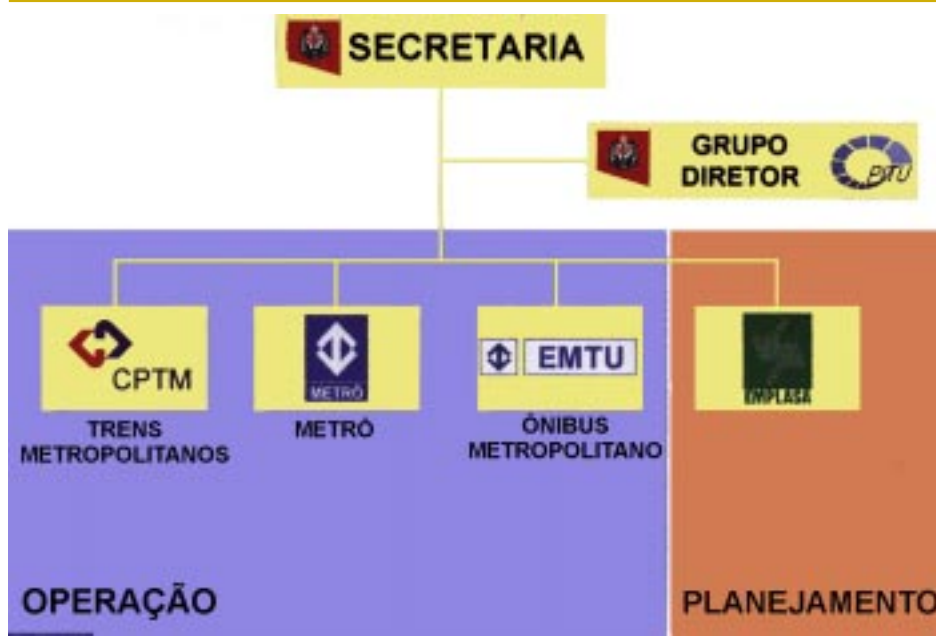 SECRETARIA
GRUPO
DIRETOR
PITU
CPTM
METRÔ
EMTU
EMPLASA
TRENS
METROPOLITANOS
METRÔ
ÔNIBUS
METROPOLITANO
OPERAÇÃO
PLANEJAMENTO